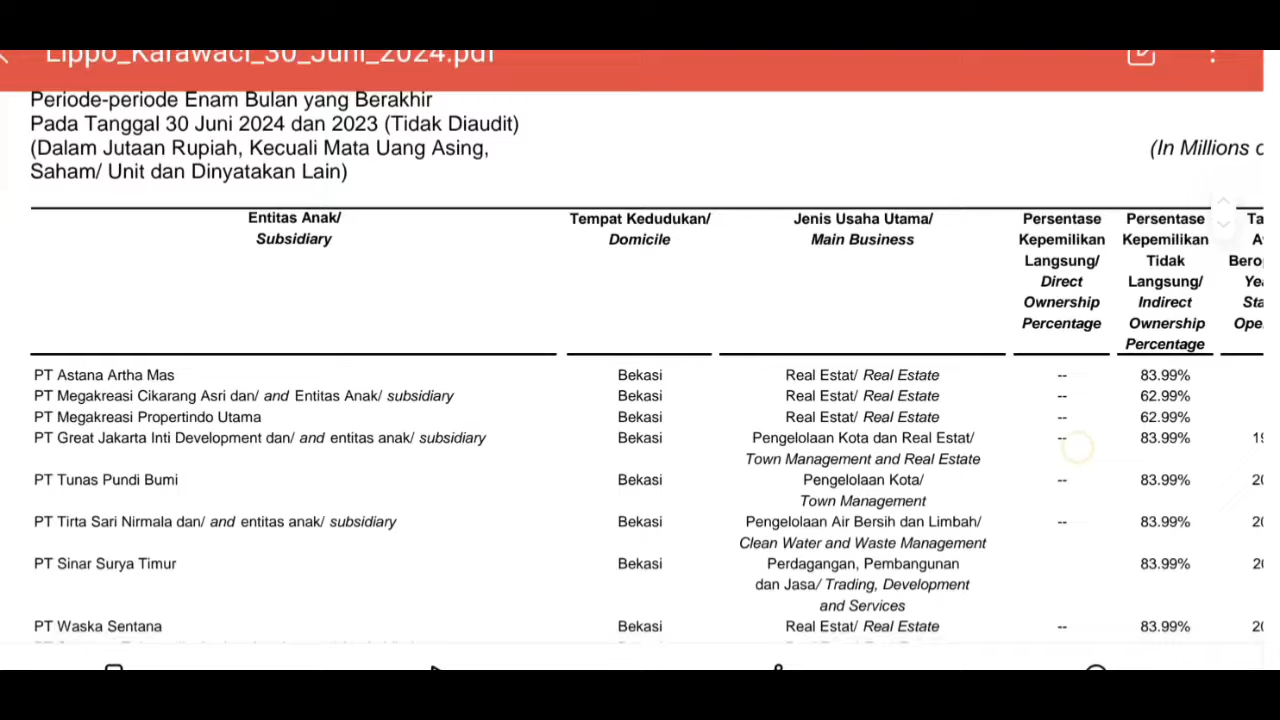 Lippo_Karawaci_30_Juni_2024.pdf
Periode-periode Enam Bulan yang Berakhir
Pada Tanggal 30 Juni 2024 dan 2023 (Tidak Diaudit)
(Dalam Jutaan Rupiah, Kecuali Mata Uang Asing,
(In Millions
Saham/ Unit dan Dinyatakan Lain)
Entitas Anak/ Tempat Kedudukan/ Jenis Usaha Utama/ Persentase Persentase
Subsidiary Domicile Main Business Kepemilikan Kepemilikan
Langsung/ Tidak
Direct Langsung/
Ownership Indirect
Percentage Ownership
Percentage
PT Astana Artha Mas Bekasi Real Estat/ Real Estate -- 83.99%
PT Megakreasi Cikarang Asri dan/ and Entitas Anak/ subsidiary Bekasi Real Estat/ Real Estate -- 62.99%
PT Megakreasi Propertindo Utama Bekasi Real Estat/ Real Estate -- 62.99%
PT Great Jakarta Inti Development dan/ and entitas anak/ subsidiary Bekasi Pengelolaan Kota dan Real Estat/ -- 83.99%
Town Management and Real Estate
PT Tunas Pundi Bumi Bekasi Pengelolaan Kota/ -- 83.99%
Town Management
PT Tirta Sari Nirmala dan/ and entitas anak/ subsidiary Bekasi Pengelolaan Air Bersih dan Limbah/ -- 83.99%
Clean Water and Waste Management
PT Sinar Surya Timur Bekasi Perdagangan, Pembangunan 83.99%
dan Jasa/ Trading, Development
and Services
PT Waska Sentana Bekasi Real Estat/ Real Estate -- 83.99%